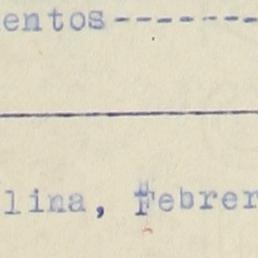 entos-------
lina, Febrer